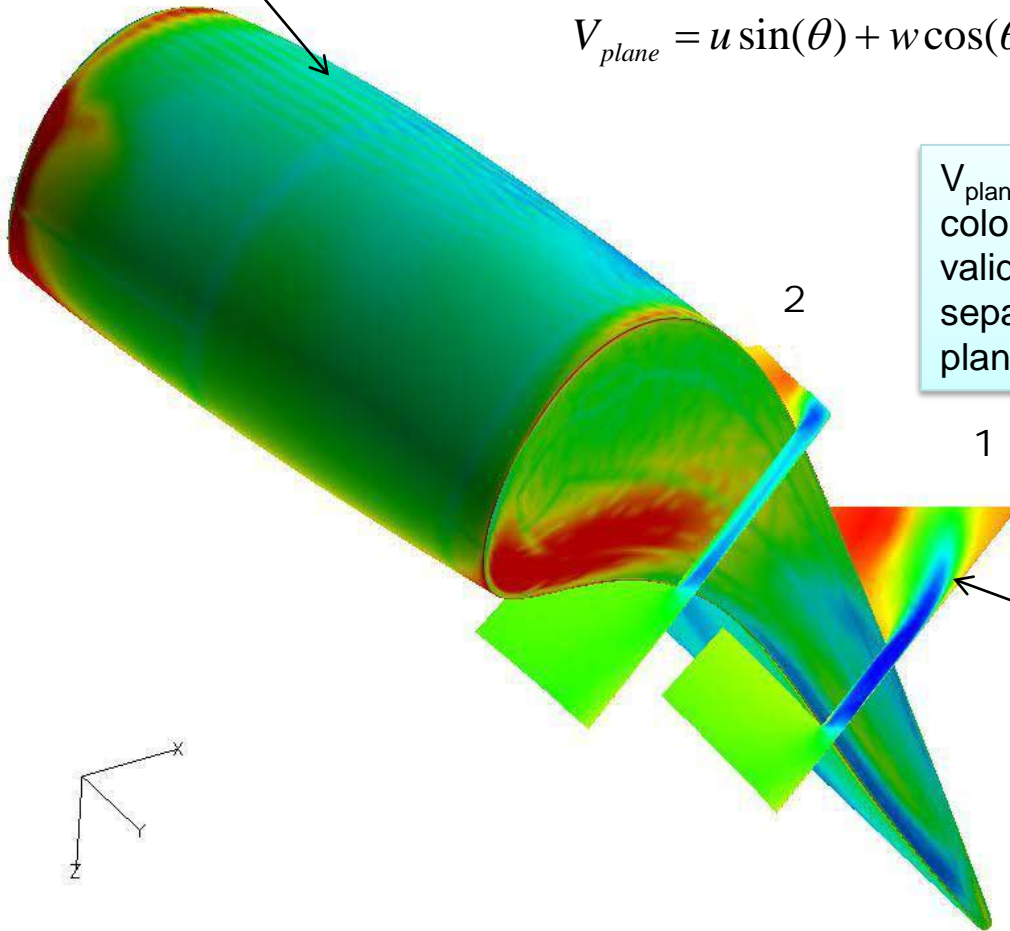 V_plane = u sin(θ) + w cos(θ
V_plan
colo
valid
sepa
plan
2
1
X
Y
Z